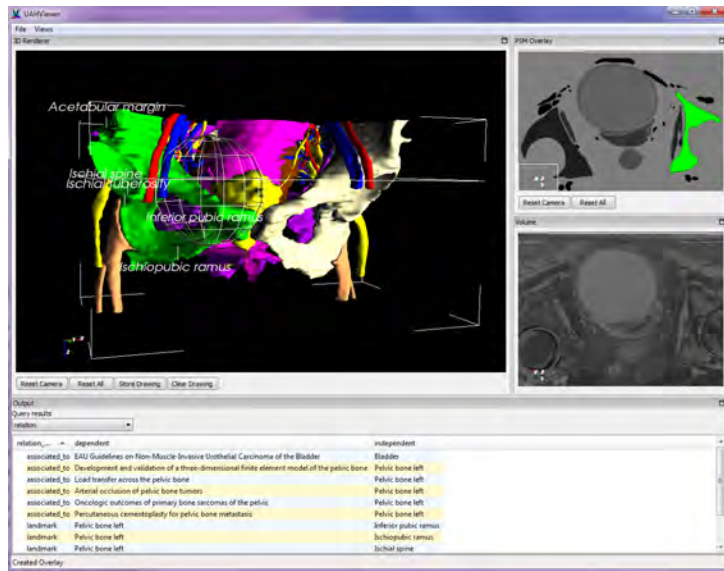 UAHViewer
File Views
3D Renderer
PSM Overlay
Acetabular margin
Ischial spine
Ischial tuberosity
Inferior pubic ramus
Ischiopubic ramus
Reset Camera Reset All
Volume
Reset Camera Reset All Store Drawing Clear Drawing
Output
Query results
relation
relation_... dependent independent
associated_to EAU Guidelines on Non-Muscle-Invasive Urothelial Carcinoma of the Bladder Bladder
associated_to Development and validation of a three-dimensional finite element model of the pelvic bone Pelvic bone left
associated_to Load transfer across the pelvic bone Pelvic bone left
associated_to Arterial occlusion of pelvic bone tumors Pelvic bone left
associated_to Oncologic outcomes of primary bone sarcomas of the pelvis Pelvic bone left
associated_to Percutaneous cementoplasty for pelvic bone metastasis Pelvic bone left
landmark Pelvic bone left Inferior pubic ramus
landmark Pelvic bone left Ischiopubic ramus
landmark Pelvic bone left Ischial spine
Created Overlay